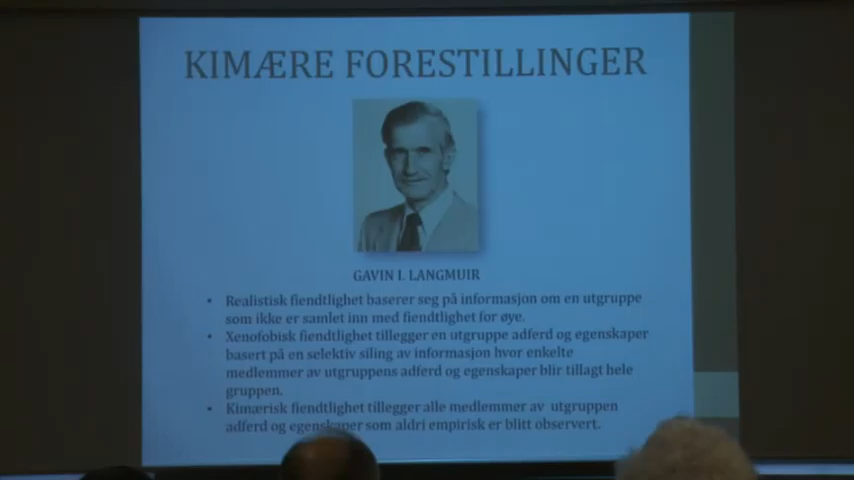 KIMÆRE FORESTILLINGER
GAVIN I. LANGMUIR
• Realistisk fiendtlighet baserer seg på informasjon om en utgruppe
som ikke er samlet inn med fiendtlighet for øye.
• Xenofobisk fiendtlighet tillegger en utgruppe adferd og egenskaper
basert på en selektiv siling av informasjon hvor enkelte
medlemmer av utgruppens adferd og egenskaper blir tillagt hele
gruppen.
• Kimærisk fiendtlighet tillegger alle medlemmer av utgruppen
adferd og egenskaper som aldri empirisk er blitt observert.